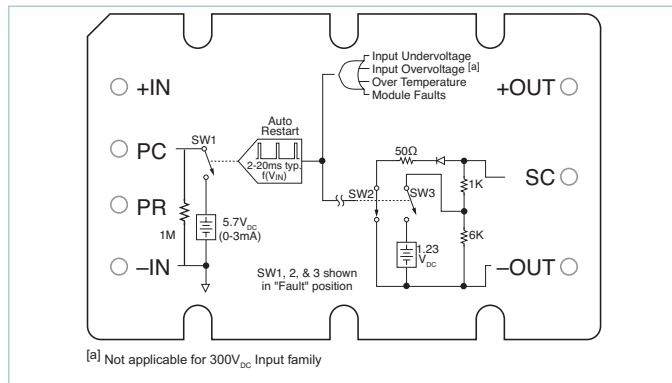 Input Undervoltage
Input Overvoltage [a]
Over Temperature
Module Faults
+IN
+OUT
Auto
Restart
SW1
PC
2-20ms typ.
f(VIN)
50Ω
SC
1K
SW2
SW3
PR
5.7VDC
(0-3mA)
1M
6K
1.23
VDC
–IN
–OUT
SW1, 2, & 3 shown
in "Fault" position
[a] Not applicable for 300VDC Input family